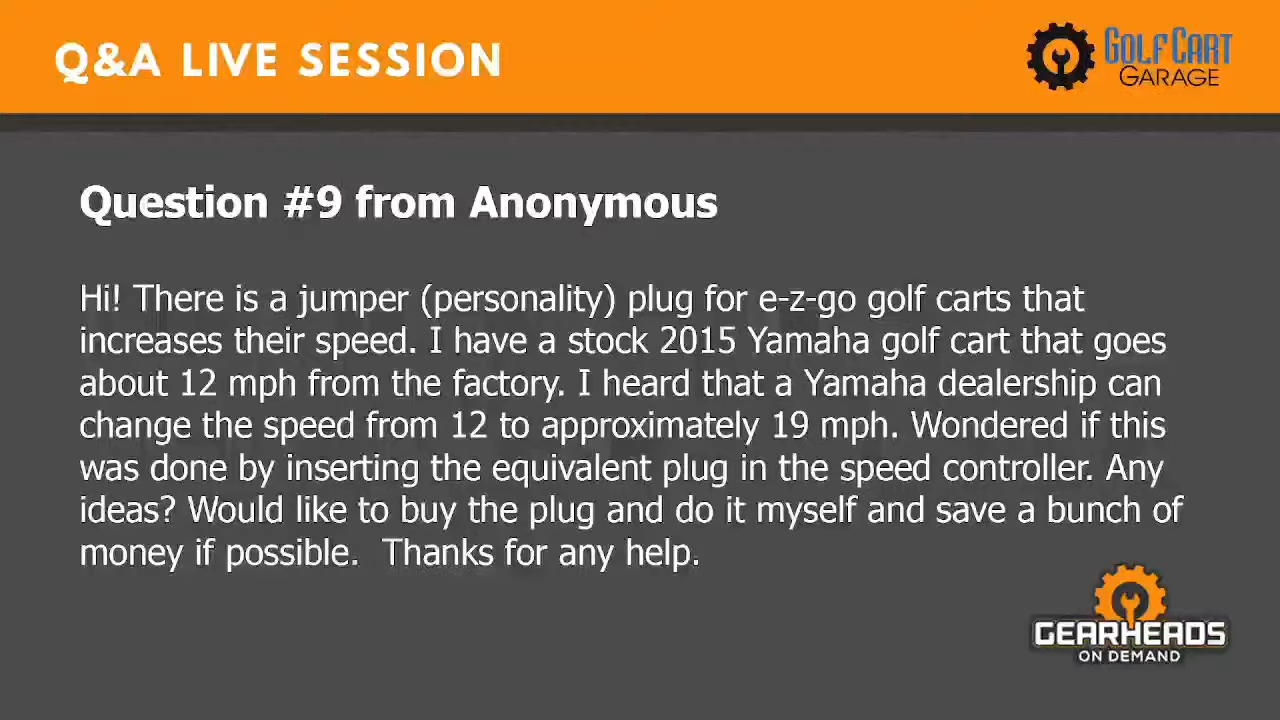 Q&A LIVE SESSION
GOLF CART
GARAGE
Question #9 from Anonymous
Hi! There is a jumper (personality) plug for e-z-go golf carts that
increases their speed. I have a stock 2015 Yamaha golf cart that goes
about 12 mph from the factory. I heard that a Yamaha dealership can
change the speed from 12 to approximately 19 mph. Wondered if this
was done by inserting the equivalent plug in the speed controller. Any
ideas? Would like to buy the plug and do it myself and save a bunch of
money if possible.  Thanks for any help.
GEARHEADS
ON DEMAND